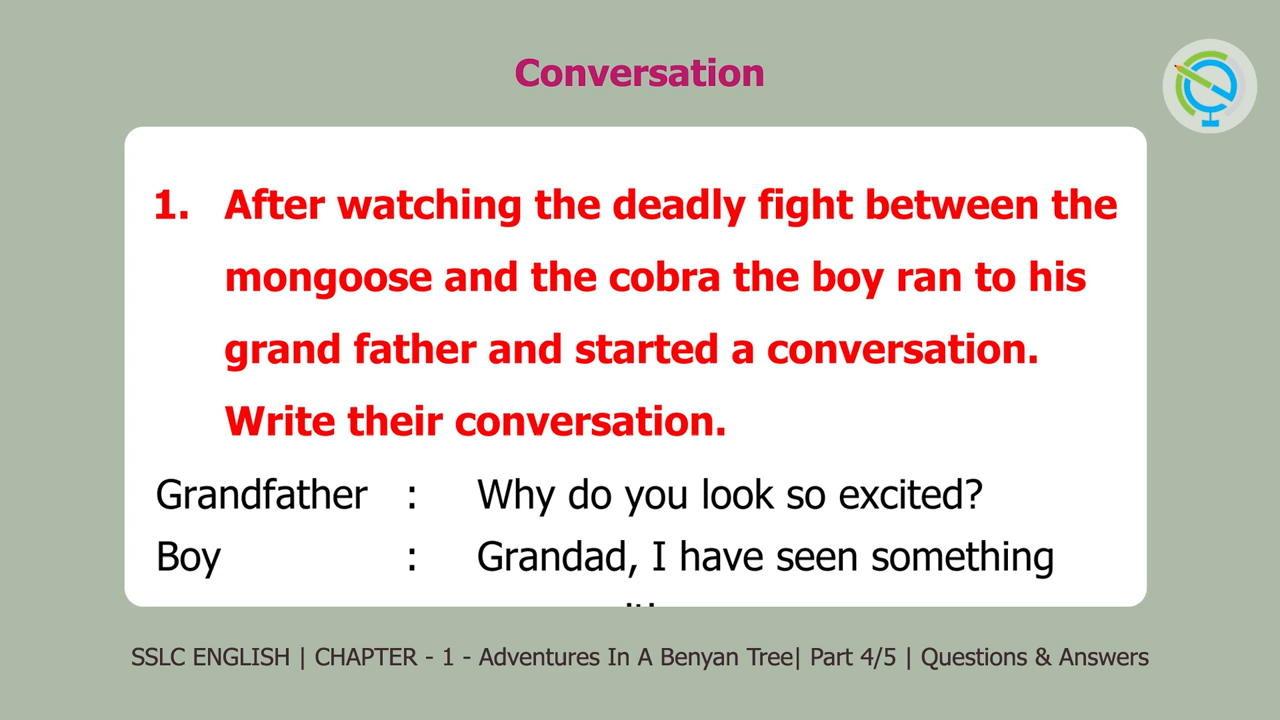 Conversation
1. After watching the deadly fight between the
mongoose and the cobra the boy ran to his
grand father and started a conversation.
Write their conversation.
Grandfather : Why do you look so excited?
Boy : Grandad, I have seen something
SSLC ENGLISH | CHAPTER - 1 - Adventures In A Benyan Tree| Part 4/5 | Questions & Answers